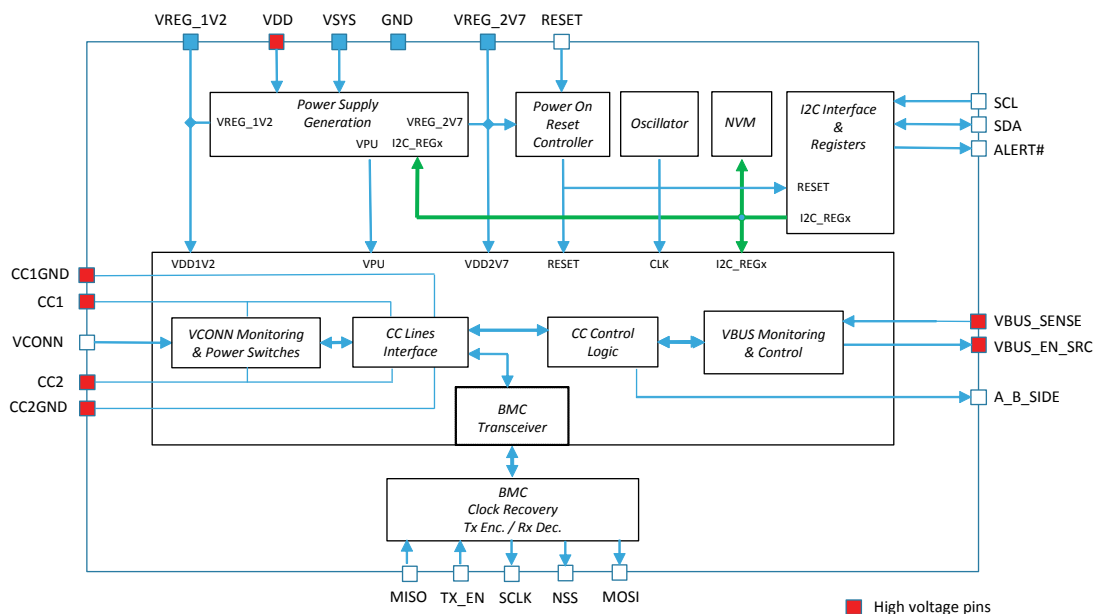 VREG_1V2 VDD VSYS GND VREG_2V7 RESET
Power Supply
Generation
VREG_1V2
VREG_2V7
VPU
I2C_REGx
Power On
Reset
Controller
Oscillator
NVM
I2C Interface
&
Registers
RESET
I2C_REGx
SCL
SDA
ALERT#
VDD1V2 VPU VDD2V7 RESET CLK I2C_REGx
CC1GND
CC1
VCONN
CC2
CC2GND
VCONN Monitoring
& Power Switches
CC Lines
Interface
CC Control
Logic
VBUS Monitoring
& Control
VBUS_SENSE
VBUS_EN_SRC
A_B_SIDE
BMC
Transceiver
BMC
Clock Recovery
Tx Enc. / Rx Dec.
MISO TX_EN SCLK NSS MOSI
High voltage pins